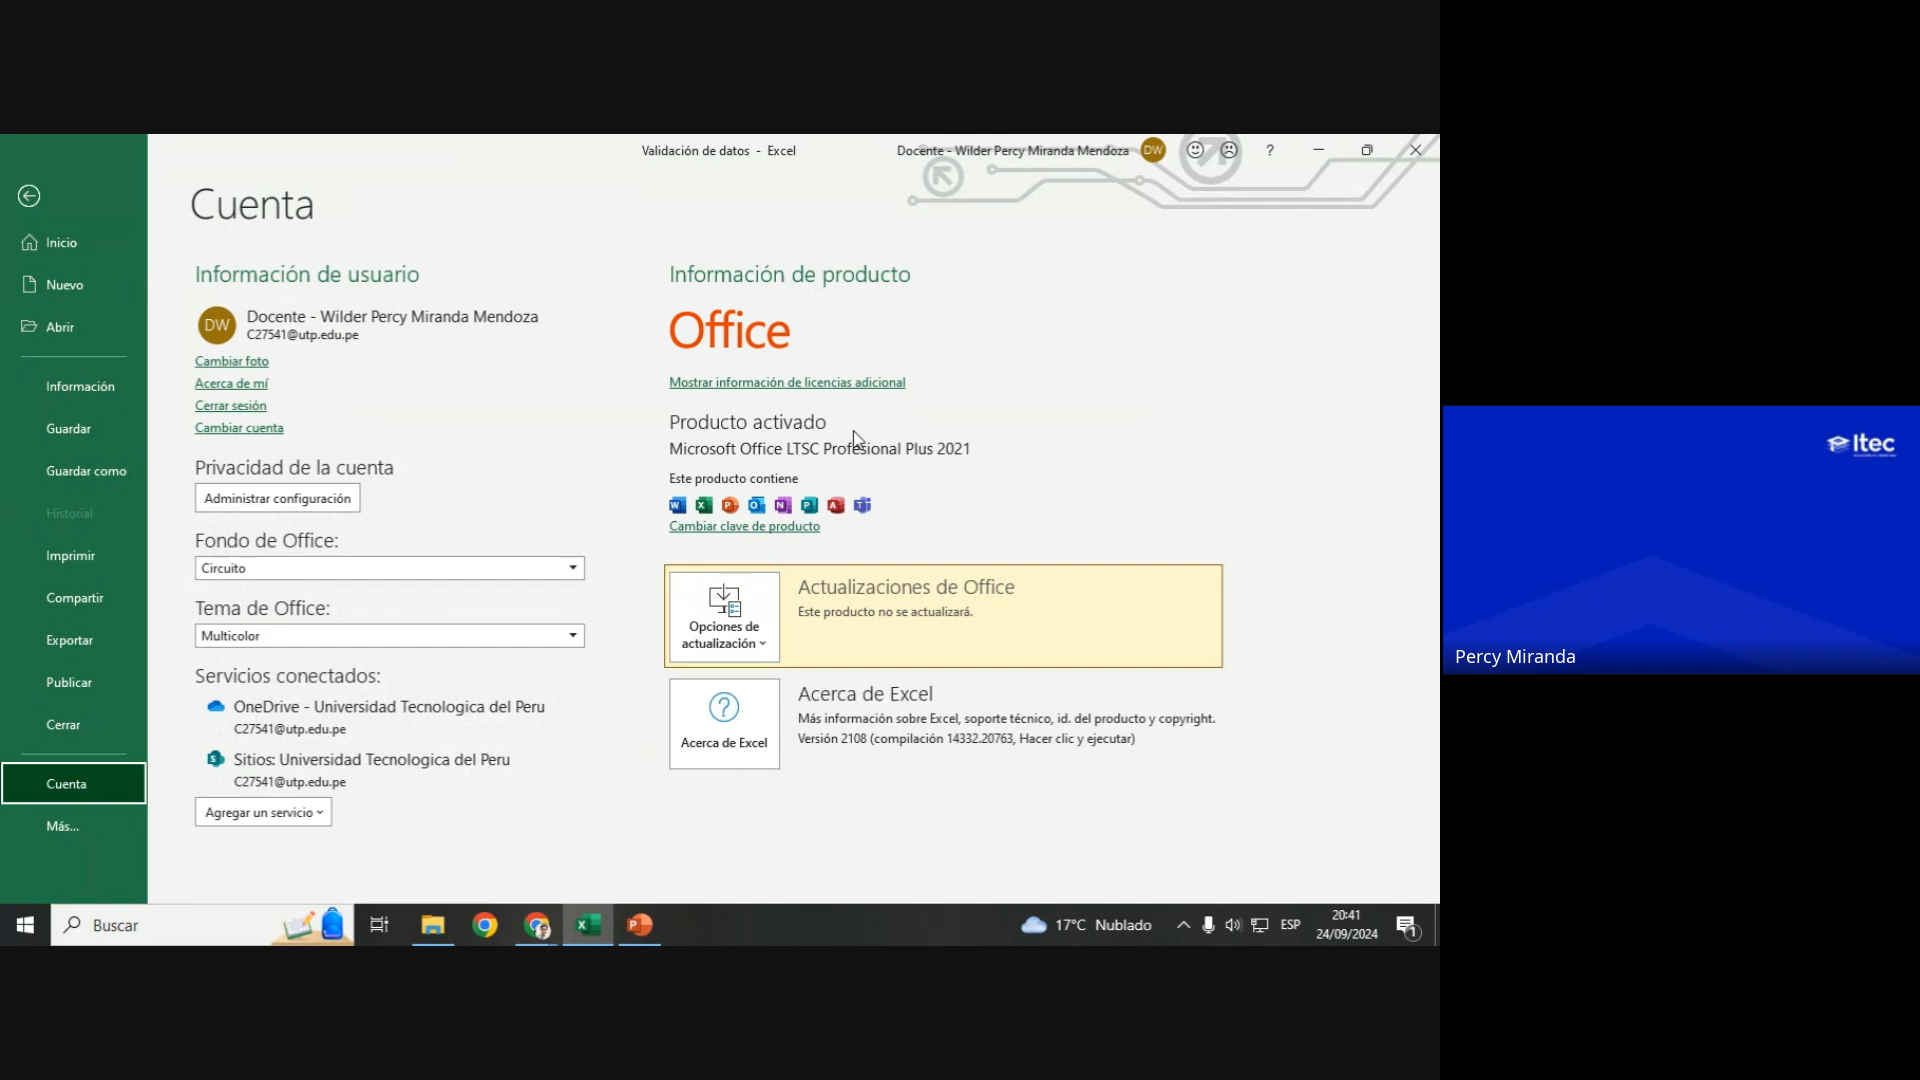 Validación de datos - Excel
Docente - Wilder Percy Miranda Mendoza
DW
?
Inicio
Nuevo
Abrir
Información
Guardar
Guardar como
Historial
Imprimir
Compartir
Exportar
Publicar
Cerrar
Cuenta
Más...
Cuenta
Información de usuario
DW
Docente - Wilder Percy Miranda Mendoza
C27541@utp.edu.pe
Cambiar foto
Acerca de mí
Cerrar sesión
Cambiar cuenta
Privacidad de la cuenta
Administrar configuración
Fondo de Office:
Circuito
Tema de Office:
Multicolor
Servicios conectados:
OneDrive - Universidad Tecnologica del Peru
C27541@utp.edu.pe
Sitios: Universidad Tecnologica del Peru
C27541@utp.edu.pe
Agregar un servicio
Información de producto
Office
Mostrar información de licencias adicional
Producto activado
Microsoft Office LTSC Profesional Plus 2021
Este producto contiene
Cambiar clave de producto
Opciones de
actualización
Actualizaciones de Office
Este producto no se actualizará.
Acerca de Excel
Acerca de Excel
Más información sobre Excel, soporte técnico, id. del producto y copyright.
Versión 2108 (compilación 14332.20763, Hacer clic y ejecutar)
Itec
Percy Miranda
Buscar
17°C Nublado
ESP
20:41
24/09/2024
1